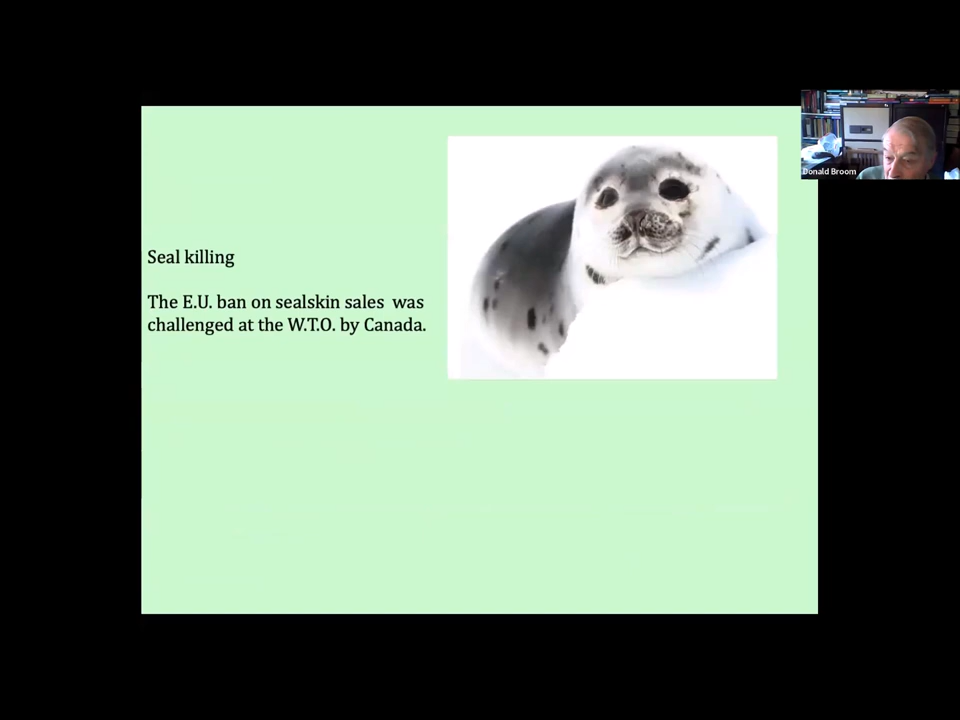 Donald Broom
Seal killing
The E.U. ban on sealskin sales  was
challenged at the W.T.O. by Canada.